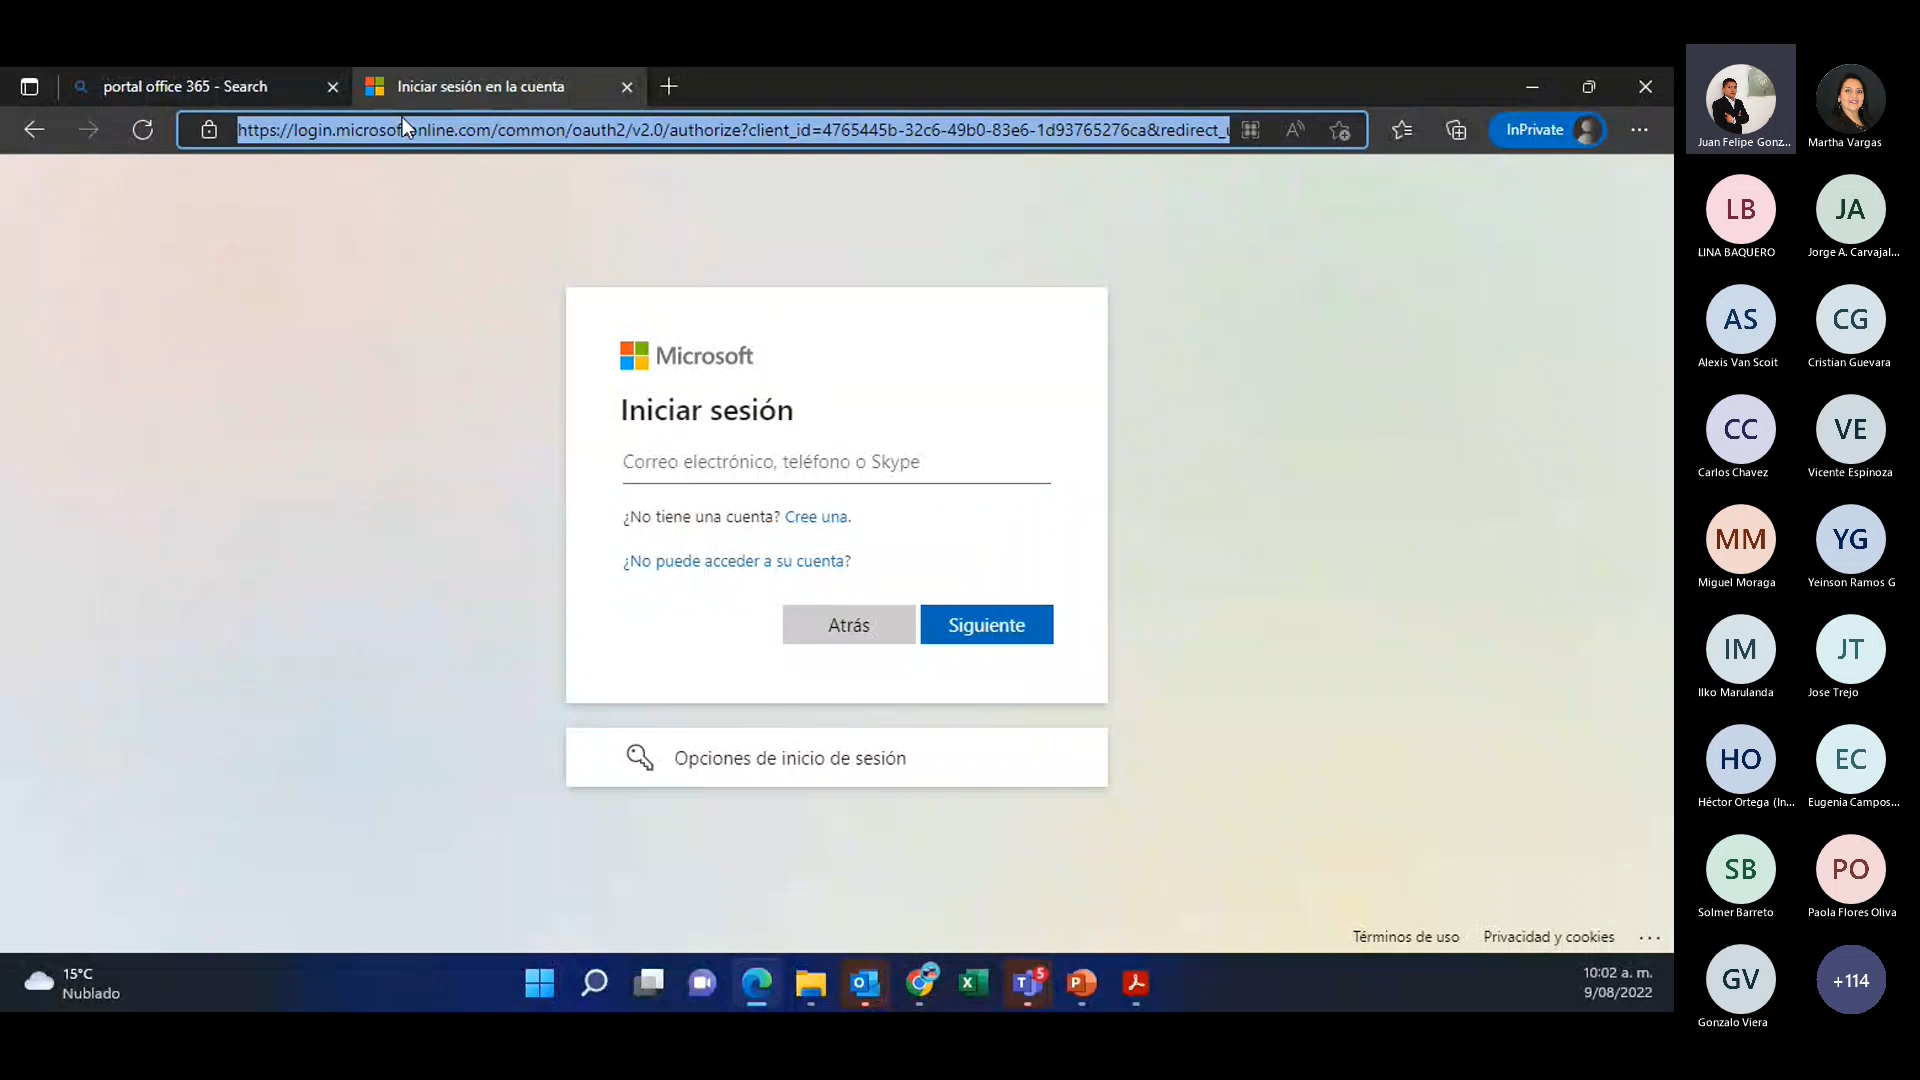 portal office 365 - Search
Iniciar sesión en la cuenta
https://login.microsoftonline.com/common/oauth2/v2.0/authorize?client_id=4765445b-32c6-49b0-83e6-1d93765276ca&redirect_u
InPrivate
Microsoft
Iniciar sesión
Correo electrónico, teléfono o Skype
¿No tiene una cuenta? Cree una.
¿No puede acceder a su cuenta?
Atrás
Siguiente
Opciones de inicio de sesión
Términos de uso
Privacidad y cookies
15°C
Nublado
5
10:02 a. m.
9/08/2022
Juan Felipe Gonz...
Martha Vargas
LB
LINA BAQUERO
JA
Jorge A. Carvajal...
AS
Alexis Van Scoit
CG
Cristian Guevara
CC
Carlos Chavez
VE
Vicente Espinoza
MM
Miguel Moraga
YG
Yeinson Ramos G
IM
Ilko Marulanda
JT
Jose Trejo
HO
Héctor Ortega (In...
EC
Eugenia Campos...
SB
Solmer Barreto
PO
Paola Flores Oliva
GV
Gonzalo Viera
+114